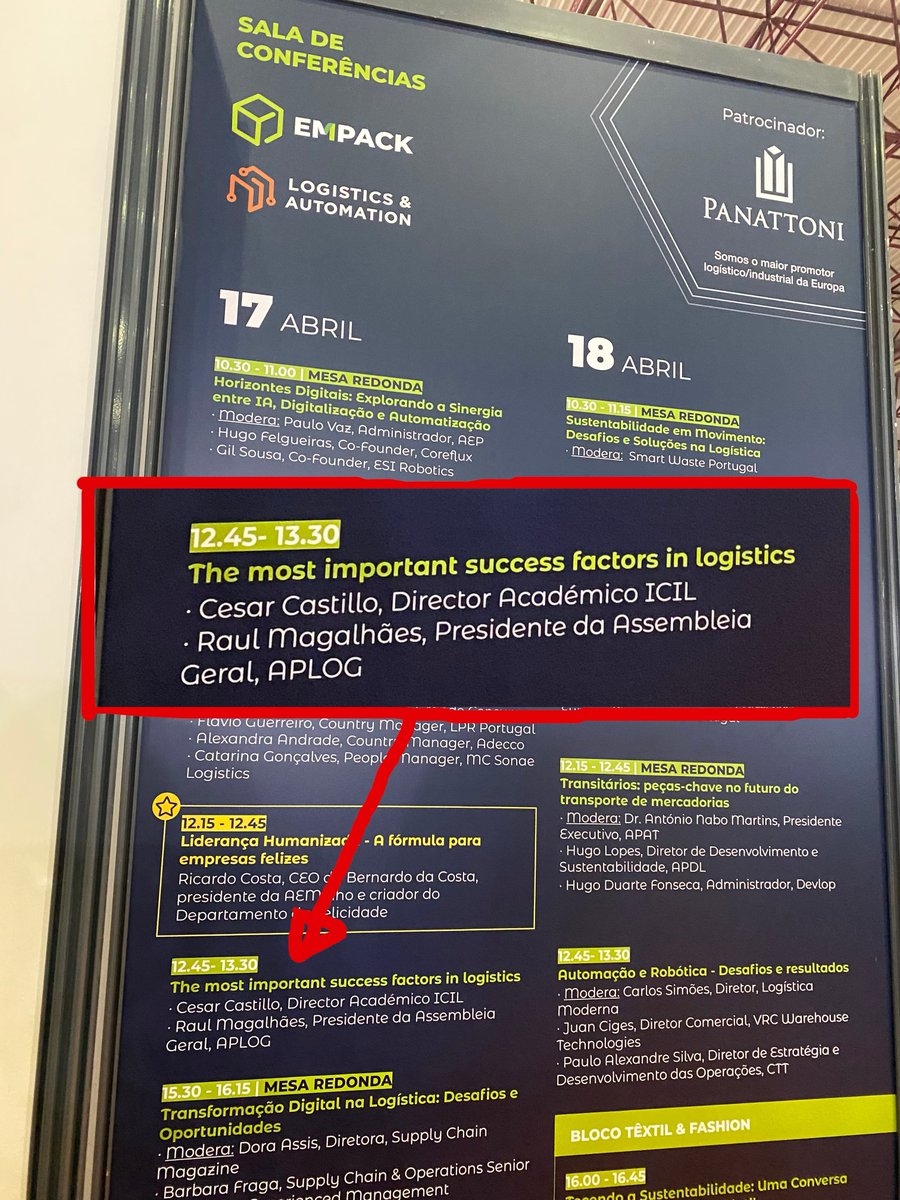 SALA DE
CONFERÊNCIAS
EMPACK
LOGISTICS &
AUTOMATION
Patrocinador:
PANATTONI
Somos o maior promotor
logístico/industrial da Europa
17 ABRIL
10.30 - 11.00 | MESA REDONDA
Horizontes Digitais: Explorando a Sinergia
entre IA, Digitalização e Automatização
· Modera: Paulo Vaz, Administrador, AEP
· Hugo Felgueiras, Co-Founder, Coreflux
· Gil Sousa, Co-Founder, ESI Robotics
18 ABRIL
10.30 - 11.15 | MESA REDONDA
Sustentabilidade em Movimento:
Desafios e Soluções na Logística
· Modera: Smart Waste Portugal
12.45- 13.30
The most important success factors in logistics
· Cesar Castillo, Director Académico ICIL
· Raul Magalhães, Presidente da Assembleia
Geral, APLOG
· Flávio Guerreiro, Country Manager, LPR Portugal
· Alexandra Andrade, Country Manager, Adecco
· Catarina Gonçalves, People Manager, MC Sonae
Logistics
12.15 - 12.45
Liderança Humanizada - A fórmula para
empresas felizes
Ricardo Costa, CEO Bernardo da Costa,
presidente da AEMinho e criador do
Departamento Felicidade
12.45- 13.30
The most important success factors in logistics
· Cesar Castillo, Director Académico ICIL
· Raul Magalhães, Presidente da Assembleia
Geral, APLOG
15.30 - 16.15 | MESA REDONDA
Transformação Digital na Logística: Desafios e
Oportunidades
· Modera: Dora Assis, Diretora, Supply Chain
Magazine
· Barbara Fraga, Supply Chain & Operations Senior
Experienced Management
12.15 - 12.45 | MESA REDONDA
Transitários: peças-chave no futuro do
transporte de mercadorias
· Modera: Dr. António Nabo Martins, Presidente
Executivo, APAT
· Hugo Lopes, Diretor de Desenvolvimento e
Sustentabilidade, APDL
· Hugo Duarte Fonseca, Administrador, Devlop
12.45- 13.30
Automação e Robótica - Desafios e resultados
· Modera: Carlos Simões, Diretor, Logística
Moderna
· Juan Ciges, Diretor Comercial, VRC Warehouse
Technologies
· Paulo Alexandre Silva, Diretor de Estratégia e
Desenvolvimento das Operações, CTT
BLOCO TÊXTIL & FASHION
16.00 - 16.45
Tecendo a Sustentabilidade: Uma Conversa